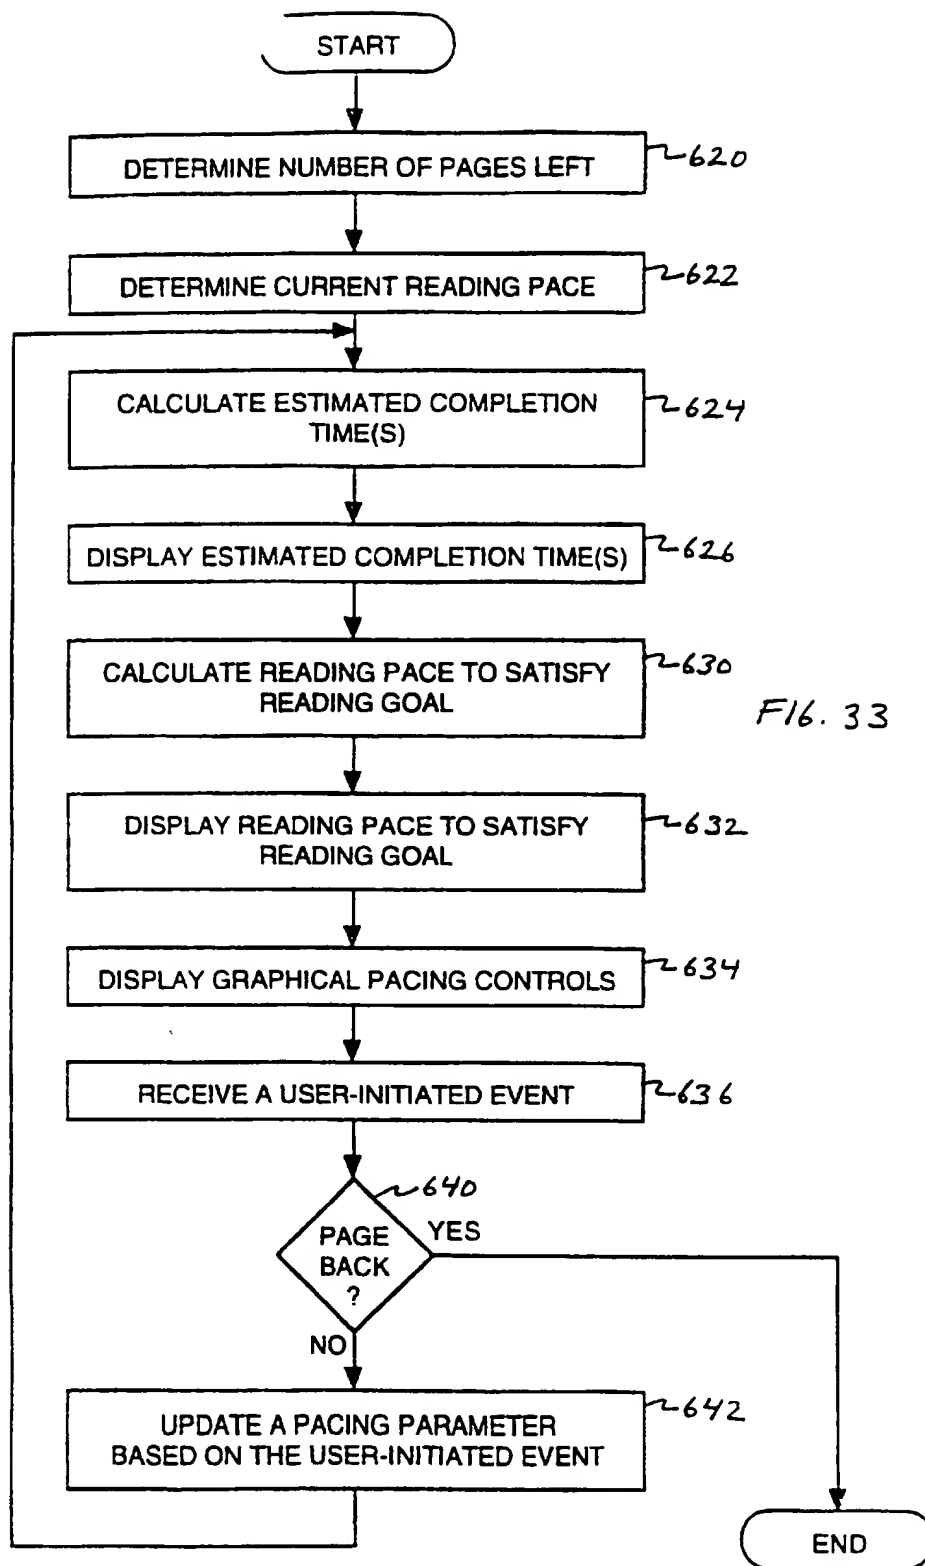 START
DETERMINE NUMBER OF PAGES LEFT
620
DETERMINE CURRENT READING PACE
622
CALCULATE ESTIMATED COMPLETION
TIME(S)
624
DISPLAY ESTIMATED COMPLETION TIME(S)
626
CALCULATE READING PACE TO SATISFY
READING GOAL
630
FIG. 33
DISPLAY READING PACE TO SATISFY
READING GOAL
632
DISPLAY GRAPHICAL PACING CONTROLS
634
RECEIVE A USER-INITIATED EVENT
636
640
PAGE
BACK
?
YES
NO
UPDATE A PACING PARAMETER
BASED ON THE USER-INITIATED EVENT
642
END